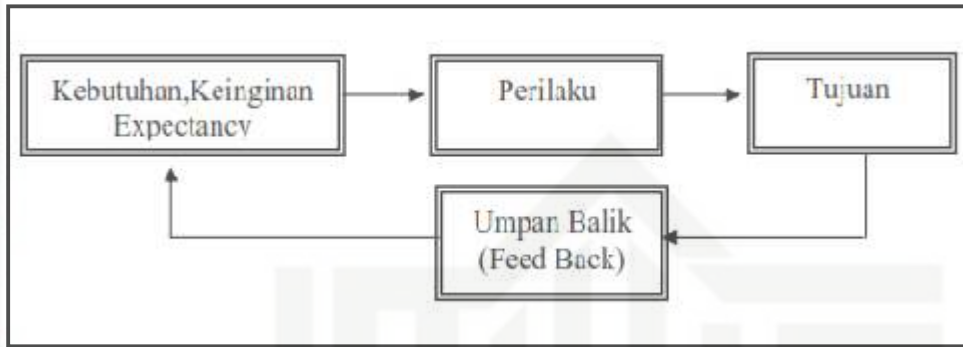 Kebutuhan,Keinginan
Expectancy
Perilaku
Tujuan
Umpan Balik
(Feed Back)